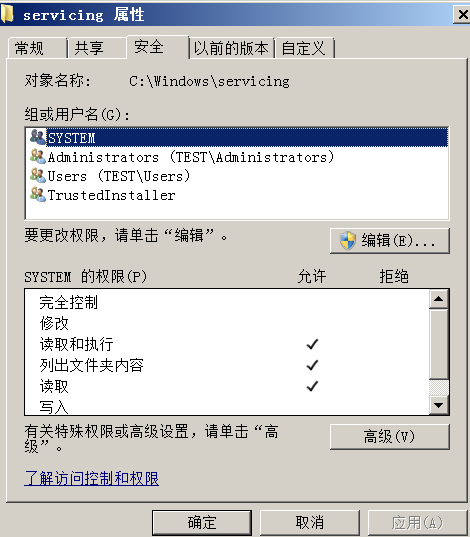 servicing 属性
常规 共享 安全 以前的版本 自定义
对象名称: C:\Windows\servicing
组或用户名(G):
SYSTEM
Administrators (TEST\Administrators)
Users (TEST\Users)
TrustedInstaller
要更改权限，请单击“编辑”。
编辑(E)...
SYSTEM 的权限(P) 允许 拒绝
完全控制
修改
读取和执行
列出文件夹内容
读取
写入
有关特殊权限或高级设置，请单击“高
级”。
高级(V)
了解访问控制和权限
确定 取消 应用(A)